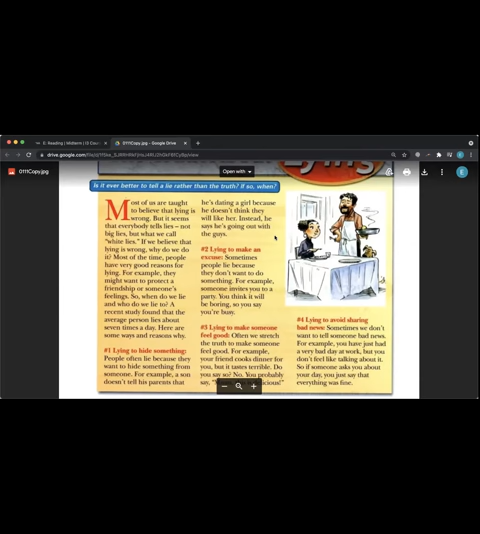 E. Reading | Midterm | (3 Cou
0111Copy.jpg - Google Drive
0111Copy.jpg
Open with
Lying
Is it ever better to tell a lie rather than the truth? If so, when?
Most of us are taught
to believe that lying is
wrong. But it seems
that everybody tells lies – not
big lies, but what we call
"white lies." If we believe that
lying is wrong, why do we do
it? Most of the time, people
have very good reasons for
lying. For example, they
might want to protect a
friendship or someone's
feelings. So, when do we lie
and who do we lie to? A
recent study found that the
average person lies about
seven times a day. Here are
some ways and reasons why.
#1 Lying to hide something:
People often lie because they
want to hide something from
someone. For example, a son
doesn't tell his parents that
he's dating a girl because
he doesn't think they
will like her. Instead, he
says he's going out with
the guys.
#2 Lying to make an
excuse: Sometimes
people lie because
they don't want to do
something. For example,
someone invites you to a
party. You think it will
be boring, so you say
you're busy.
#3 Lying to make someone
feel good: Often we stretch
the truth to make someone
feel good. For example,
your friend cooks dinner for
you, but it tastes terrible. Do
you say so? No. You probably
say,
#4 Lying to avoid sharing
bad news: Sometimes we don't
want to tell someone bad news.
For example, you have just had
a very bad day at work, but you
don't feel like talking about it.
So if someone asks you about
your day, you just say that
everything was fine.